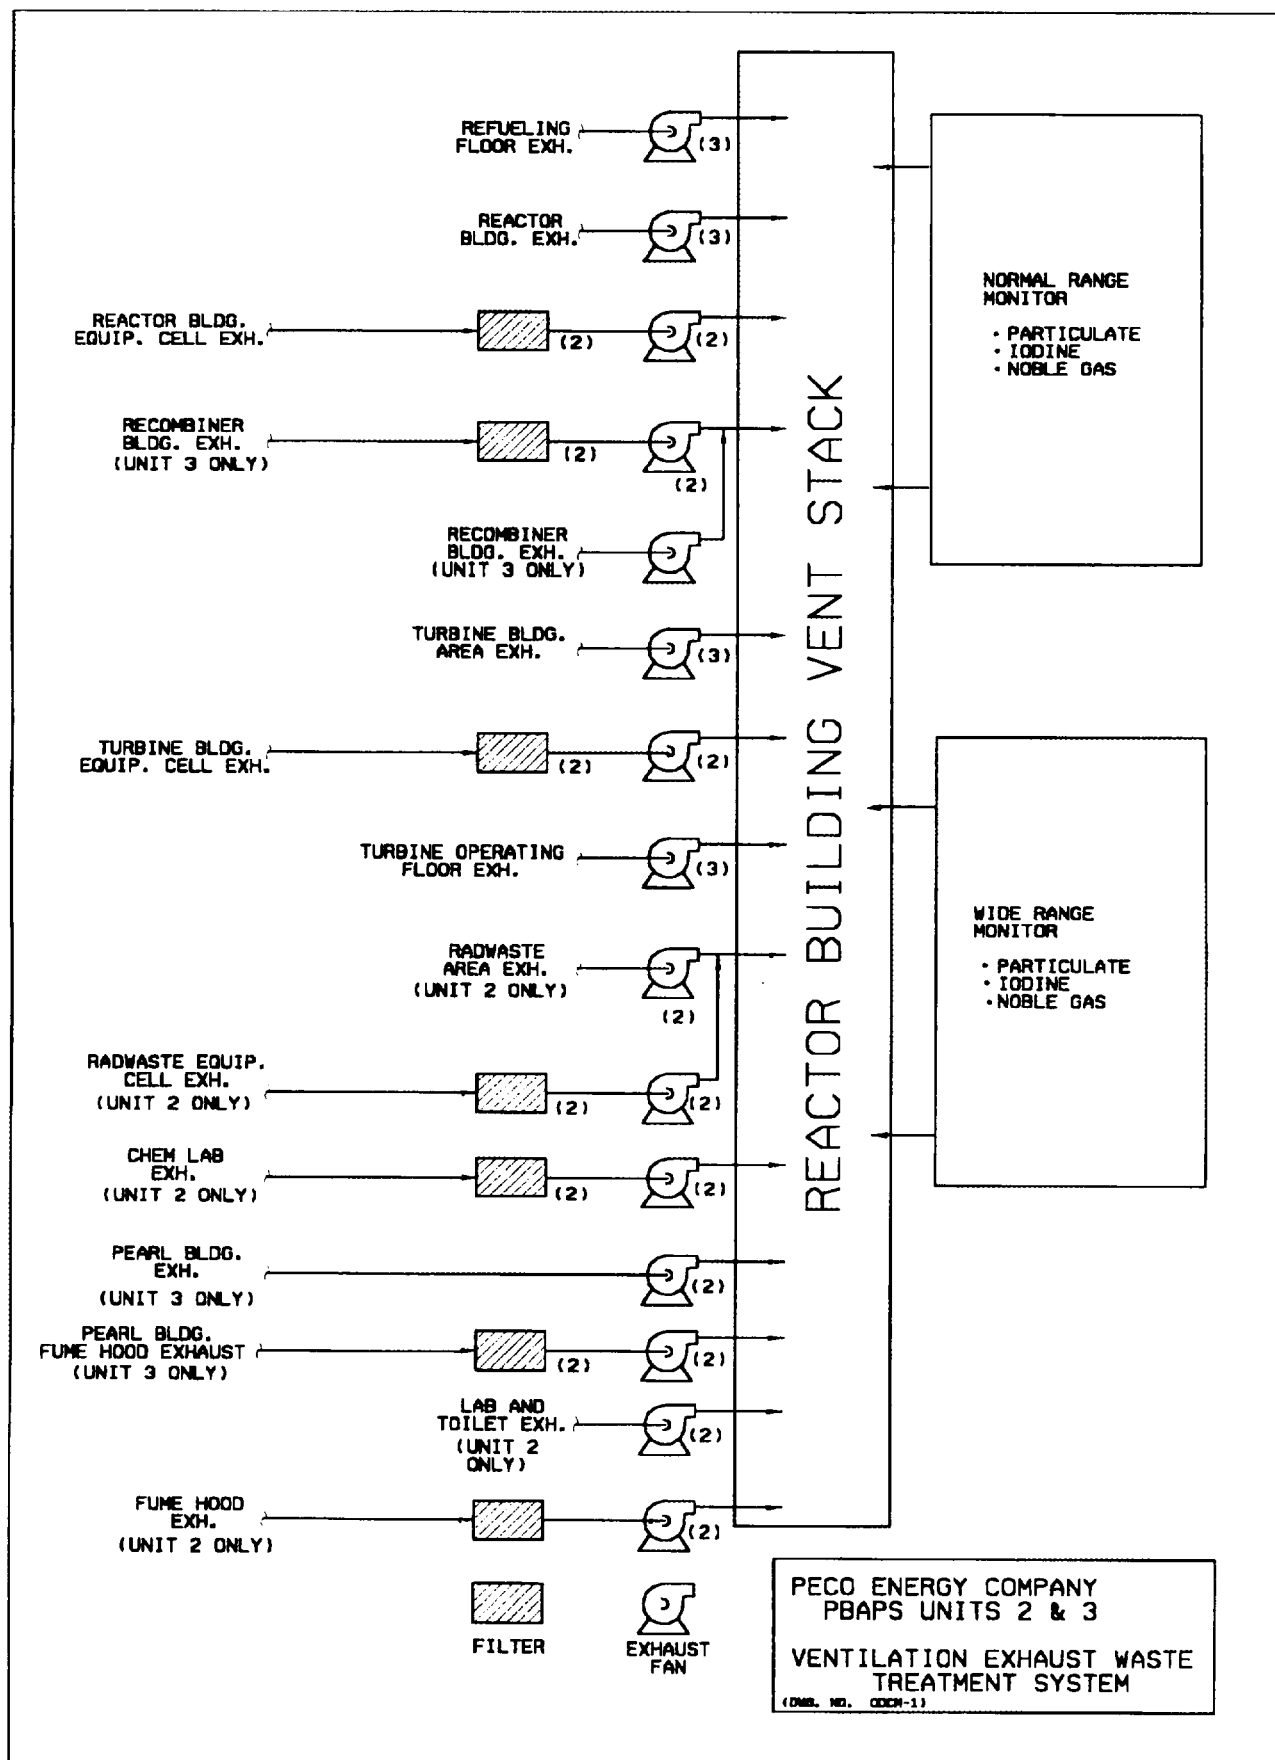 REFUELING
FLOOR EXH.
(3)
REACTOR
BLDG. EXH.
(3)
REACTOR BLDG.
EQUIP. CELL EXH.
(2)
(2)
RECOMBINER
BLDG. EXH.
(UNIT 3 ONLY)
(2)
(2)
RECOMBINER
BLDG. EXH.
(UNIT 3 ONLY)
TURBINE BLDG.
AREA EXH.
(3)
TURBINE BLDG.
EQUIP. CELL EXH.
(2)
(2)
TURBINE OPERATING
FLOOR EXH.
(3)
RADWASTE
AREA EXH.
(UNIT 2 ONLY)
(2)
RADWASTE EQUIP.
CELL EXH.
(UNIT 2 ONLY)
(2)
(2)
CHEM LAB
EXH.
(UNIT 2 ONLY)
(2)
(2)
PEARL BLDG.
EXH.
(UNIT 3 ONLY)
(2)
PEARL BLDG.
FUME HOOD EXHAUST
(UNIT 3 ONLY)
(2)
(2)
LAB AND
TOILET EXH.
(UNIT 2
ONLY)
(2)
FUME HOOD
EXH.
(UNIT 2 ONLY)
(2)
FILTER
EXHAUST
FAN
REACTOR BUILDING VENT STACK
NORMAL RANGE
MONITOR
• PARTICULATE
• IODINE
• NOBLE GAS
WIDE RANGE
MONITOR
• PARTICULATE
• IODINE
• NOBLE GAS
PECO ENERGY COMPANY
PBAPS UNITS 2 & 3
VENTILATION EXHAUST WASTE
TREATMENT SYSTEM
(DWG. NO. ODCM-1)